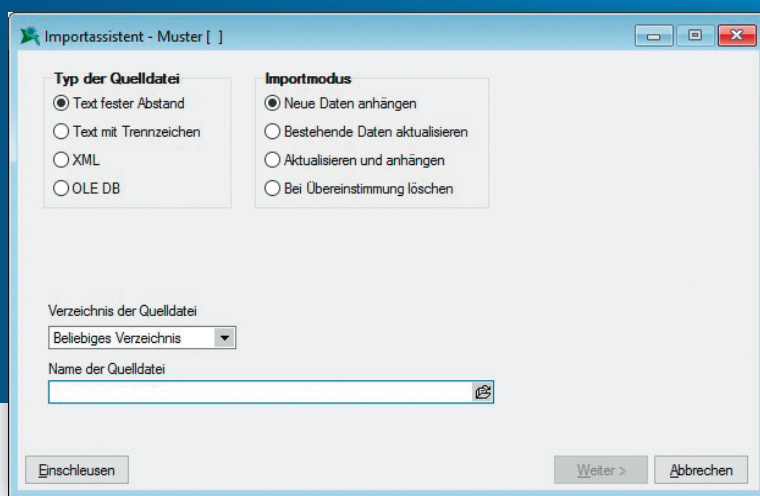 Importassistent - Muster [ ]
Typ der Quelldatei
Text fester Abstand
Text mit Trennzeichen
XML
OLE DB
Importmodus
Neue Daten anhängen
Bestehende Daten aktualisieren
Aktualisieren und anhängen
Bei Übereinstimmung löschen
Verzeichnis der Quelldatei
Beliebiges Verzeichnis
Name der Quelldatei
Einschleusen
Weiter >
Abbrechen